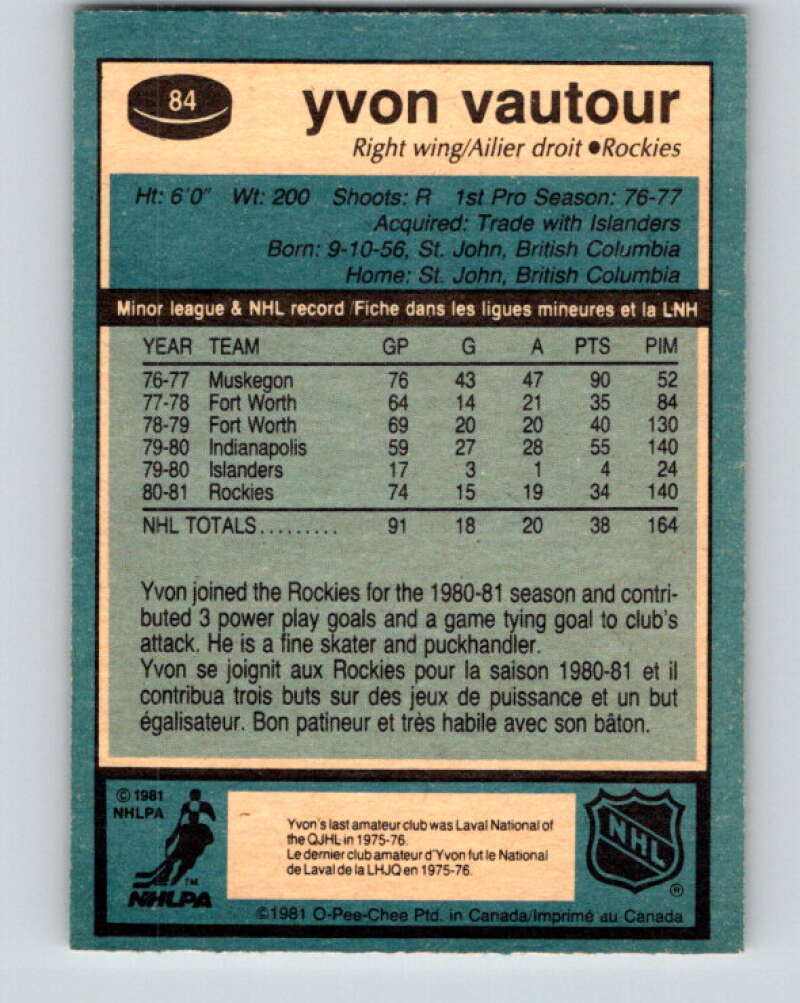 84
yvon vautour
Right wing/Ailier droit ●Rockies
Ht: 6'0" Wt: 200 Shoots: R 1st Pro Season: 76-77
Acquired: Trade with Islanders
Born: 9-10-56, St. John, British Columbia
Home: St. John, British Columbia
Minor league & NHL record/Fiche dans les ligues mineures et la LNH
YEAR TEAM GP G A PTS PIM
76-77 Muskegon 76 43 47 90 52
77-78 Fort Worth 64 14 21 35 84
78-79 Fort Worth 69 20 20 40 130
79-80 Indianapolis 59 27 28 55 140
79-80 Islanders 17 3 1 4 24
80-81 Rockies 74 15 19 34 140
NHL TOTALS......... 91 18 20 38 164
Yvon joined the Rockies for the 1980-81 season and contri-
buted 3 power play goals and a game tying goal to club's
attack. He is a fine skater and puckhandler.
Yvon se joignit aux Rockies pour la saison 1980-81 et il
contribua trois buts sur des jeux de puissance et un but
égalisateur. Bon patineur et très habile avec son bâton.
© 1981
NHLPA
Yvon's last amateur club was Laval National of
the QJHL in 1975-76.
Le dernier club amateur d'Yvon fut le National
de Laval de la LHJQ en 1975-76.
NHL
®
TM
NHLPA
©1981 O-Pee-Chee Ptd. in Canada/Imprimé au Canada